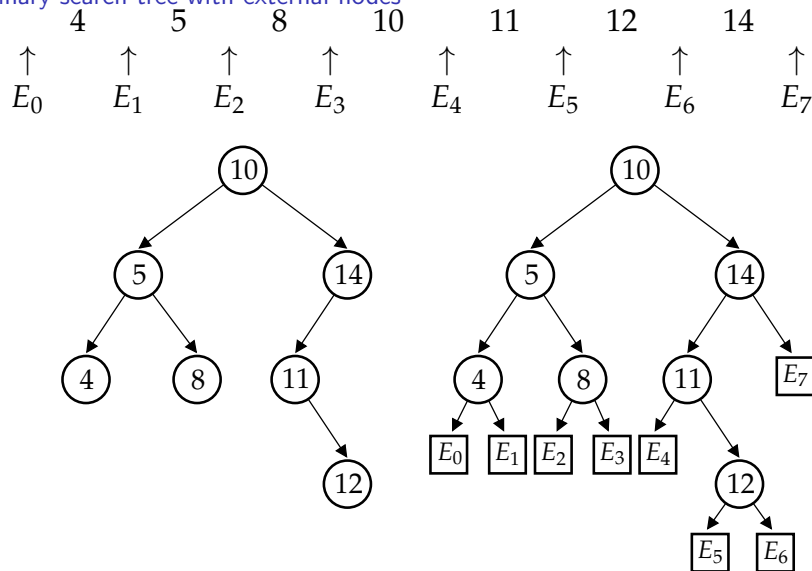 search tree with external nodes
4 5 8 10 11 12 14
↑ ↑ ↑ ↑ ↑ ↑ ↑ ↑
E₀ E₁ E₂ E₃ E₄ E₅ E₆ E₇
10 10
5 14 5 14
4 8 11 4 8 11 E₇
E₀ E₁ E₂ E₃ E₄
12 12
E₅ E₆